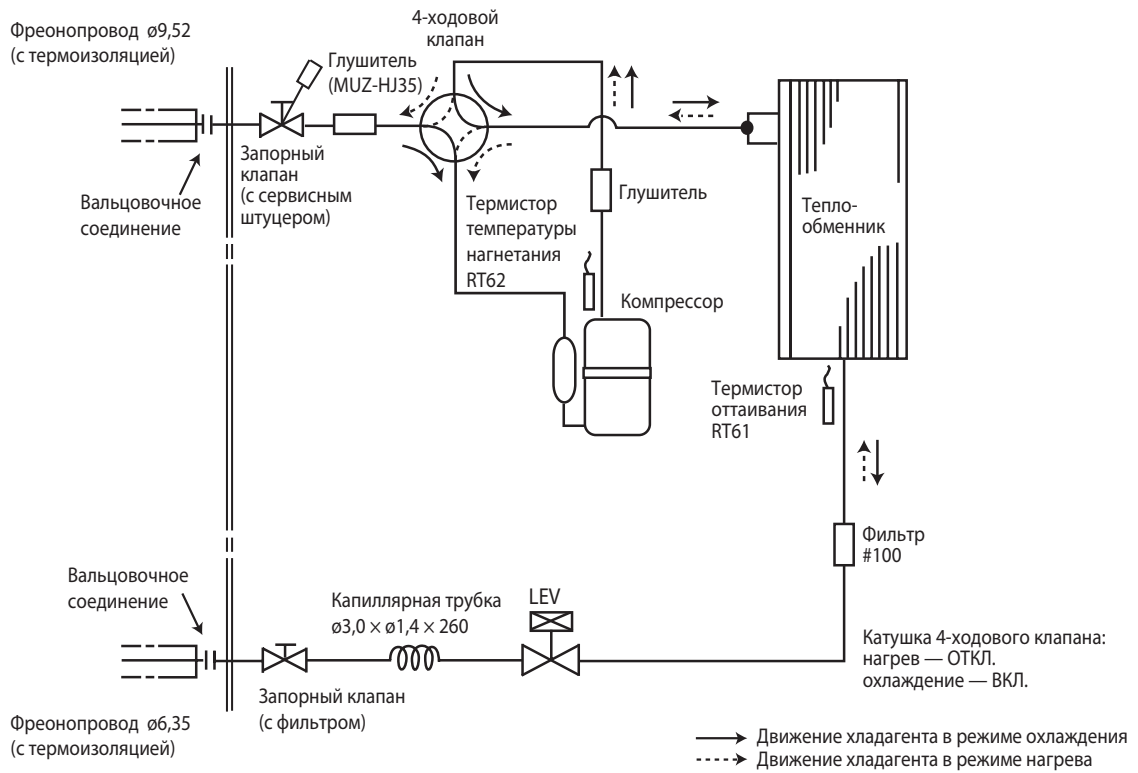 Фреонопровод ø9,52
(с термоизоляцией)
4-ходовой
клапан
Глушитель
(MUZ-HJ35)
Запорный
клапан
(с сервисным
штуцером)
Вальцовочное
соединение
Термистор
температуры
нагнетания
RT62
Глушитель
Компрессор
Тепло-
обменник
Термистор
оттаивания
RT61
Фильтр
#100
Вальцовочное
соединение
Капиллярная трубка
ø3,0 × ø1,4 × 260
LEV
Запорный клапан
(с фильтром)
Фреонопровод ø6,35
(с термоизоляцией)
Катушка 4-ходового клапана:
нагрев — ОТКЛ.
охлаждение — ВКЛ.
Движение хладагента в режиме охлаждения
Движение хладагента в режиме нагрева